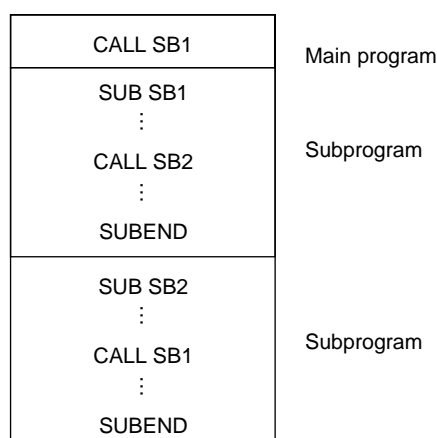 CALL SB1
Main program
SUB SB1
⋮
CALL SB2
Subprogram
⋮
SUBEND
SUB SB2
⋮
CALL SB1
Subprogram
⋮
SUBEND